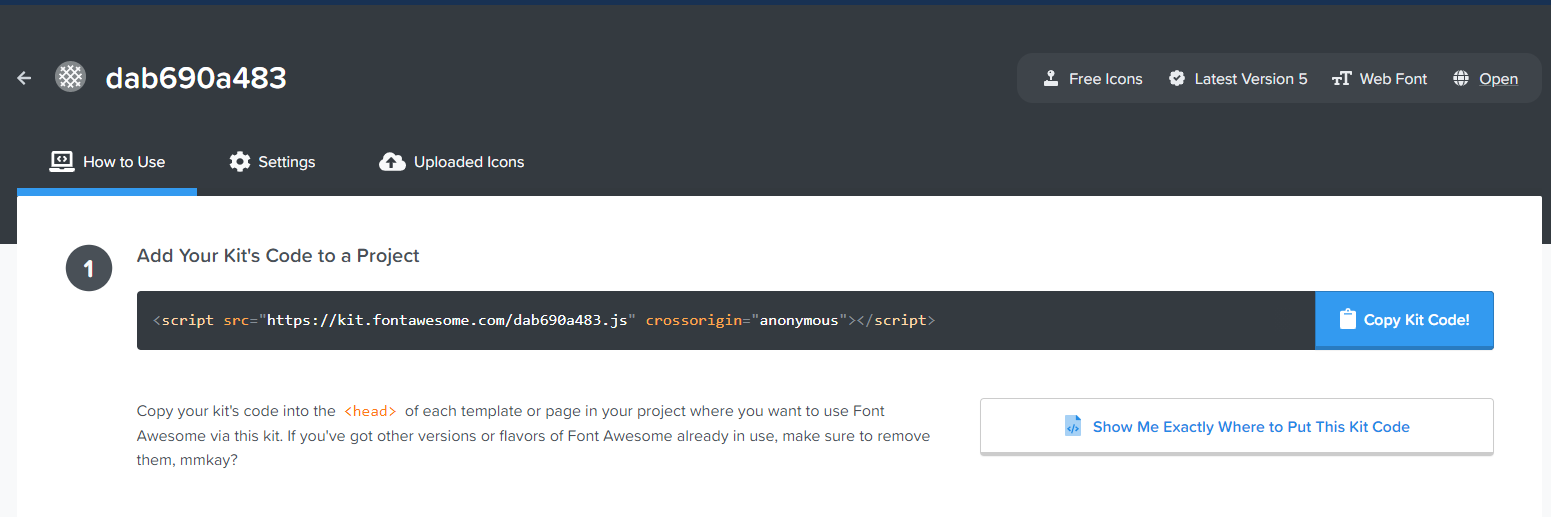 dab690a483
Free Icons Latest Version 5 Web Font Open
How to Use Settings Uploaded Icons
1
Add Your Kit's Code to a Project
<script src="https://kit.fontawesome.com/dab690a483.js" crossorigin="anonymous"></script>
Copy Kit Code!
Copy your kit's code into the <head> of each template or page in your project where you want to use Font
Awesome via this kit. If you've got other versions or flavors of Font Awesome already in use, make sure to remove
them, mmkay?
Show Me Exactly Where to Put This Kit Code